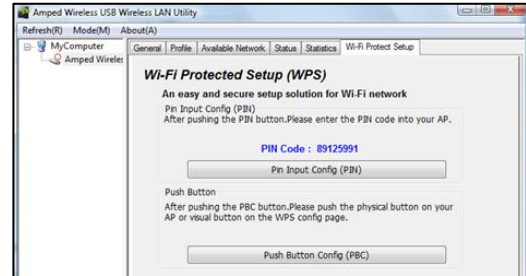 Amped Wireless USB Wireless LAN Utility
Refresh(R) Mode(M) About(A)
MyComputer
Amped Wireles
General Profile Available Network Status Statistics Wi-Fi Protect Setup
Wi-Fi Protected Setup (WPS)
An easy and secure setup solution for Wi-Fi network
Pin Input Config (PIN)
After pushing the PIN button.Please enter the PIN code into your AP.
PIN Code : 89125991
Pin Input Config (PIN)
Push Button
After pushing the PBC button.Please push the physical button on your
AP or visual button on the WPS config page.
Push Button Config (PBC)